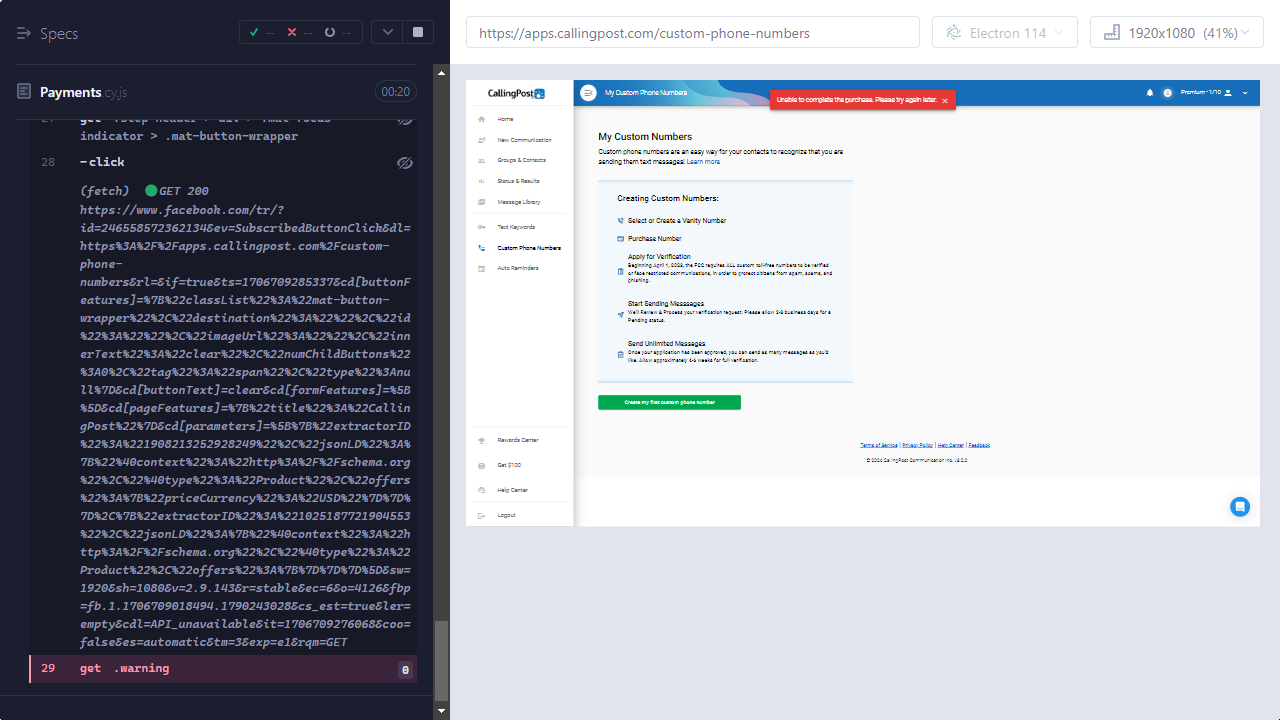 Specs
--
--
--
https://apps.callingpost.com/custom-phone-numbers
Electron 114
1920x1080 (41%)
Payments.cy.js
00:20
indicator > .mat-button-wrapper
28 -click
(fetch) GET 200
https://www.facebook.com/tr/?
id=246558572362134&ev=SubscribedButtonClick&dl=
https%3A%2F%2Fapps.callingpost.com%2Fcustom-
phone-
numbers&rl=&if=true&ts=1706709285337&cd[buttonF
eatures]=%7B%22classList%22%3A%22mat-button-
wrapper%22%2C%22destination%22%3A%22%22%2C%22id
%22%3A%22%22%2C%22imageUrl%22%3A%22%22%2C%22inn
erText%22%3A%22clear%22%2C%22numChildButtons%22
%3A0%2C%22tag%22%3A%22span%22%2C%22type%22%3Anu
ll%7D&cd[buttonText]=clear&cd[formFeatures]=%5B
%5D&cd[pageFeatures]=%7B%22title%22%3A%22Callin
gPost%22%7D&cd[parameters]=%5B%7B%22extractorID
%22%3A%22190821325292 8249%22%2C%22jsonLD%22%3A%
7B%22%40context%22%3A%22http%3A%2F%2Fschema.org
%22%2C%22%40type%22%3A%22Product%22%2C%22offers
%22%3A%7B%22priceCurrency%22%3A%22USD%22%7D%7D%
7D%2C%7B%22extractorID%22%3A%221025187721904553
%22%2C%22jsonLD%22%3A%7B%22%40context%22%3A%22h
ttp%3A%2F%2Fschema.org%22%2C%22%40type%22%3A%22
Product%22%2C%22offers%22%3A%7B%7D%7D%7D%5D&sw=
1920&sh=1080&v=2.9.143&r=stable&ec=6&o=4126&fbp
=fb.1.1706709018494.1790243028&cs_est=true&ler=
empty&cdl=API_unavailable&it=1706709276068&coo=
false&es=automatic&tm=3&exp=e1&rqm=GET
29 get .warning 0
CallingPost
My Custom Phone Numbers
Unable to complete the purchase. Please try again later. ×
Premium - 1/10
Home
New Communication
Groups & Contacts
Status & Results
Message Library
Text Keywords
Custom Phone Numbers
Auto Reminders
Rewards Center
Get $100
Help Center
Logout
My Custom Numbers
Custom phone numbers are an easy way for your contacts to recognize that you are
sending them text messages! Learn more
Creating Custom Numbers:
Select or Create a Vanity Number
Purchase Number
Apply for Verification
Beginning April 1, 2023, the FCC requires ALL custom toll-free numbers to be verified
or face restricted communications, in order to protect citizens from spam, scams, and
phishing.
Start Sending Messsages
We'll Review & Process your verification request. Please allow 2-3 business days for a
Pending status.
Send Unlimited Messages
Once your application has been approved, you can send as many messages as you'd
like. Allow approximately 4-6 weeks for full verification.
Create my first custom phone number
Terms of Service | Privacy Policy | Help Center | Feedback
© 2024 CallingPost Communication Inc.